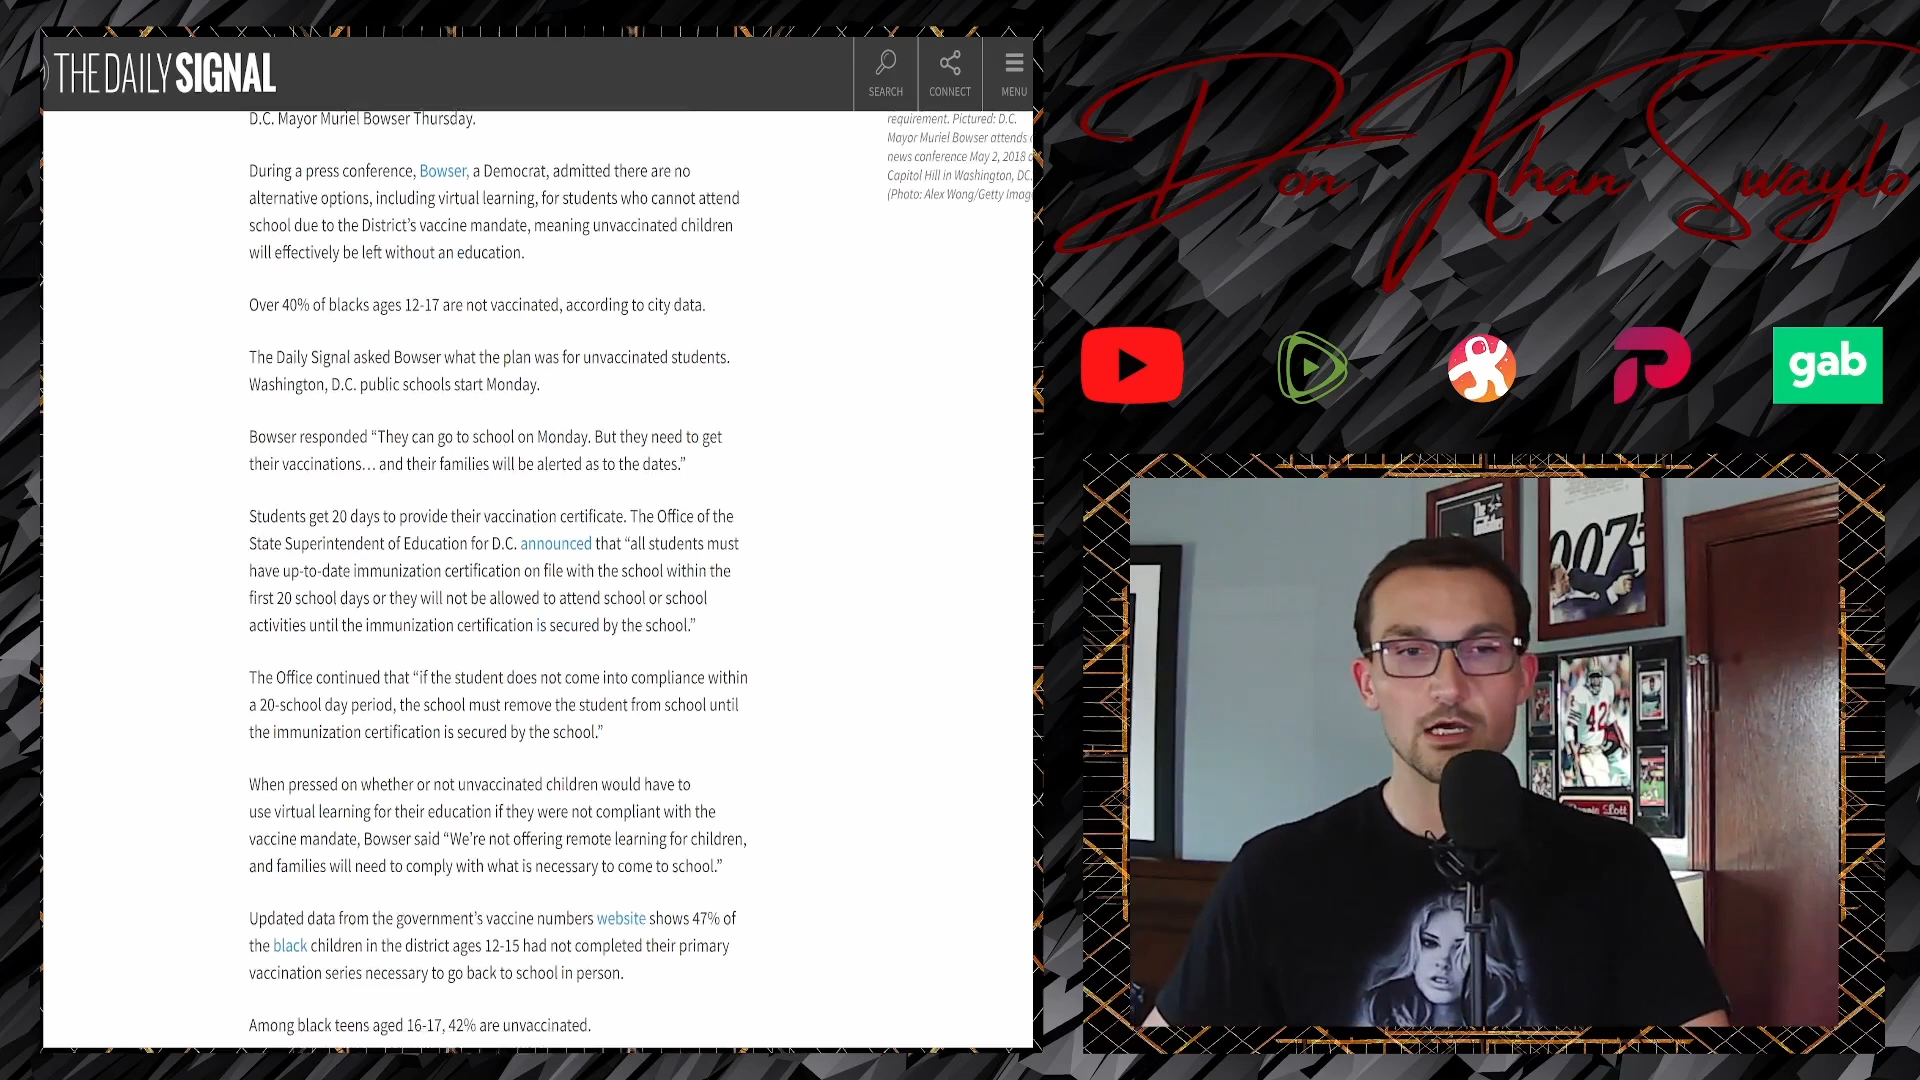 THE DAILY SIGNAL
SEARCH
CONNECT
MENU
D.C. Mayor Muriel Bowser Thursday.
During a press conference, Bowser, a Democrat, admitted there are no
alternative options, including virtual learning, for students who cannot attend
school due to the District’s vaccine mandate, meaning unvaccinated children
will effectively be left without an education.
Over 40% of blacks ages 12-17 are not vaccinated, according to city data.
The Daily Signal asked Bowser what the plan was for unvaccinated students.
Washington, D.C. public schools start Monday.
Bowser responded “They can go to school on Monday. But they need to get
their vaccinations… and their families will be alerted as to the dates.”
Students get 20 days to provide their vaccination certificate. The Office of the
State Superintendent of Education for D.C. announced that “all students must
have up-to-date immunization certification on file with the school within the
first 20 school days or they will not be allowed to attend school or school
activities until the immunization certification is secured by the school.”
The Office continued that “if the student does not come into compliance within
a 20-school day period, the school must remove the student from school until
the immunization certification is secured by the school.”
When pressed on whether or not unvaccinated children would have to
use virtual learning for their education if they were not compliant with the
vaccine mandate, Bowser said “We’re not offering remote learning for children,
and families will need to comply with what is necessary to come to school.”
Updated data from the government’s vaccine numbers website shows 47% of
the black children in the district ages 12-15 had not completed their primary
vaccination series necessary to go back to school in person.
Among black teens aged 16-17, 42% are unvaccinated.
requirement. Pictured: D.C.
Mayor Muriel Bowser attends
news conference May 2, 2018
Capitol Hill in Washington, DC.
(Photo: Alex Wong/Getty Imag
Don Khan Swaylo
gab
007
42